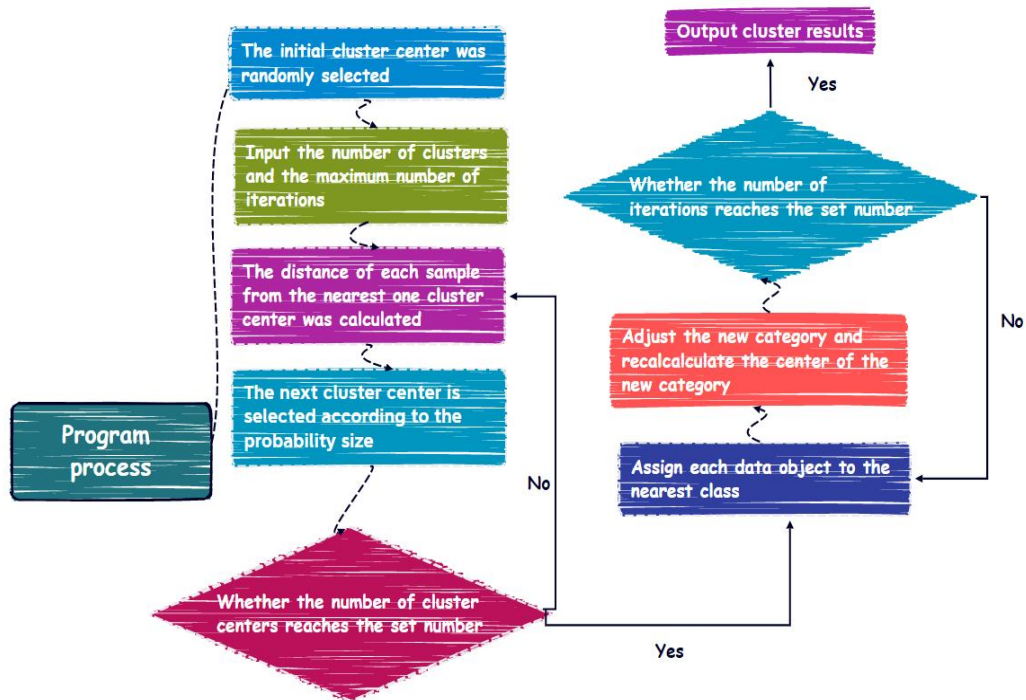 Program
process
The initial cluster center was
randomly selected
Input the number of clusters
and the maximum number of
iterations
The distance of each sample
from the nearest one cluster
center was calculated
The next cluster center is
selected according to the
probability size
Whether the number of cluster
centers reaches the set number
No
Yes
Assign each data object to the
nearest class
Adjust the new category and
recalcalculate the center of the
new category
Whether the number of
iterations reaches the set number
No
Yes
Output cluster results